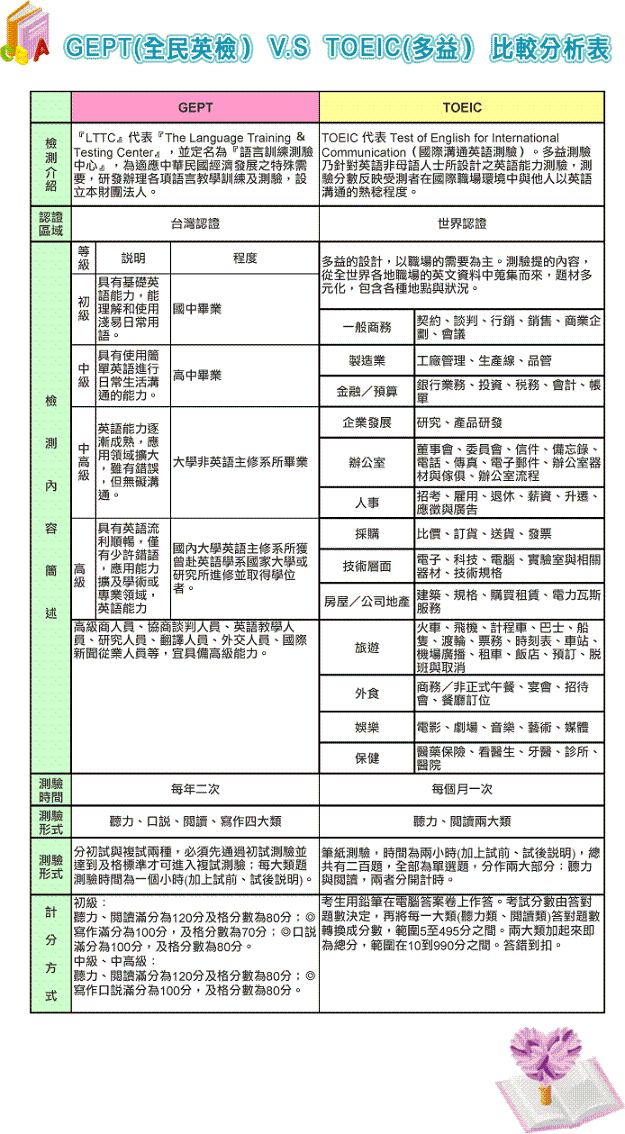 GEPT(全民英檢) V.S TOEIC(多益) 比較分析表
GEPT
TOEIC
檢測介紹
『LTTC』代表『The Language Training &
Testing Center』，並定名為『語言訓練測驗
中心』，為適應中華民國經濟發展之特殊需
要，研發辦理各項語言教學訓練及測驗，設
立本財團法人。
TOEIC 代表 Test of English for International
Communication（國際溝通英語測驗）。多益測驗
乃針對英語非母語人士所設計之英語能力測驗，測
驗分數反映受測者在國際職場環境中與他人以英語
溝通的熟稔程度。
認證
區域
台灣認證
世界認證
檢測內容簡述
等級
說明
程度
初級
具有基礎英
語能力，能
理解和使用
淺易日常用
語。
國中畢業
中級
具有使用簡
單英語進行
日常生活溝
通的能力。
高中畢業
中高級
英語能力逐
漸成熟，應
用領域擴大
，雖有錯誤
，但無礙溝
通。
大學非英語主修系所畢業
高級
具有英語流
利順暢，僅
有少許錯語
，應用能力
擴及學術或
專業領域，
英語能力
國內大學英語主修系所獲
曾赴英語學系國家大學或
研究所進修並取得學位
者。
高級商人員、協商談判人員、英語教學人
員、研究人員、翻譯人員、外交人員、國際
新聞從業人員等，宜具備高級能力。
多益的設計，以職場的需要為主。測驗提的內容，
從全世界各地職場的英文資料中蒐集而來，題材多
元化，包含各種地點與狀況。
一般商務
契約、談判、行銷、銷售、商業企
劃、會議
製造業
工廠管理、生產線、品管
金融／預算
銀行業務、投資、稅務、會計、帳
單
企業發展
研究、產品研發
辦公室
董事會、委員會、信件、備忘錄、
電話、傳真、電子郵件、辦公室器
材與傢俱、辦公室流程
人事
招考、雇用、退休、薪資、升遷、
應徵與廣告
採購
比價、訂貨、送貨、發票
技術層面
電子、科技、電腦、實驗室與相關
器材、技術規格
房屋／公司地產
建築、規格、購買租賃、電力瓦斯
服務
旅遊
火車、飛機、計程車、巴士、船
隻、渡輪、票務、時刻表、車站、
機場廣播、租車、飯店、預訂、脫
班與取消
外食
商務／非正式午餐、宴會、招待
會、餐廳訂位
娛樂
電影、劇場、音樂、藝術、媒體
保健
醫藥保險、看醫生、牙醫、診所、
醫院
測驗
時間
每年二次
每個月一次
測驗
形式
聽力、口說、閱讀、寫作四大類
聽力、閱讀兩大類
測驗
形式
分初試與複試兩種，必須先通過初試測驗並
達到及格標準才可進入複試測驗；每大類題
測驗時間為一個小時(加上試前、試後說明)。
筆紙測驗，時間為兩小時(加上試前、試後說明)，總
共有二百題，全部為單選題，分作兩大部分：聽力
與閱讀，兩者分開計時。
計分方式
初級：
聽力、閱讀滿分為120分及格分數為80分；◎
寫作滿分為100分，及格分數為70分；◎口說
滿分為100分，及格分數為80分。
中級、中高級：
聽力、閱讀滿分為120分及格分數為80分；◎
寫作口說滿分為100分，及格分數為80分。
考生用鉛筆在電腦答案卷上作答。考試分數由答對
題數決定，再將每一大類(聽力類、閱讀類)答對題數
轉換成分數，範圍5至495分之間。兩大類加起來即
為總分，範圍在10到990分之間。答錯到扣。
A